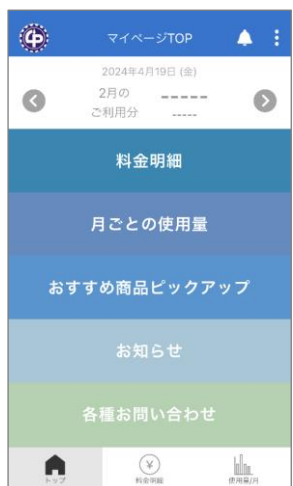 マイページTOP
2024年4月19日 (金)
2月の -----
ご利用分 -----
料金明細
月ごとの使用量
おすすめ商品ピックアップ
お知らせ
各種お問い合わせ
トップ
料金明細
使用量/月